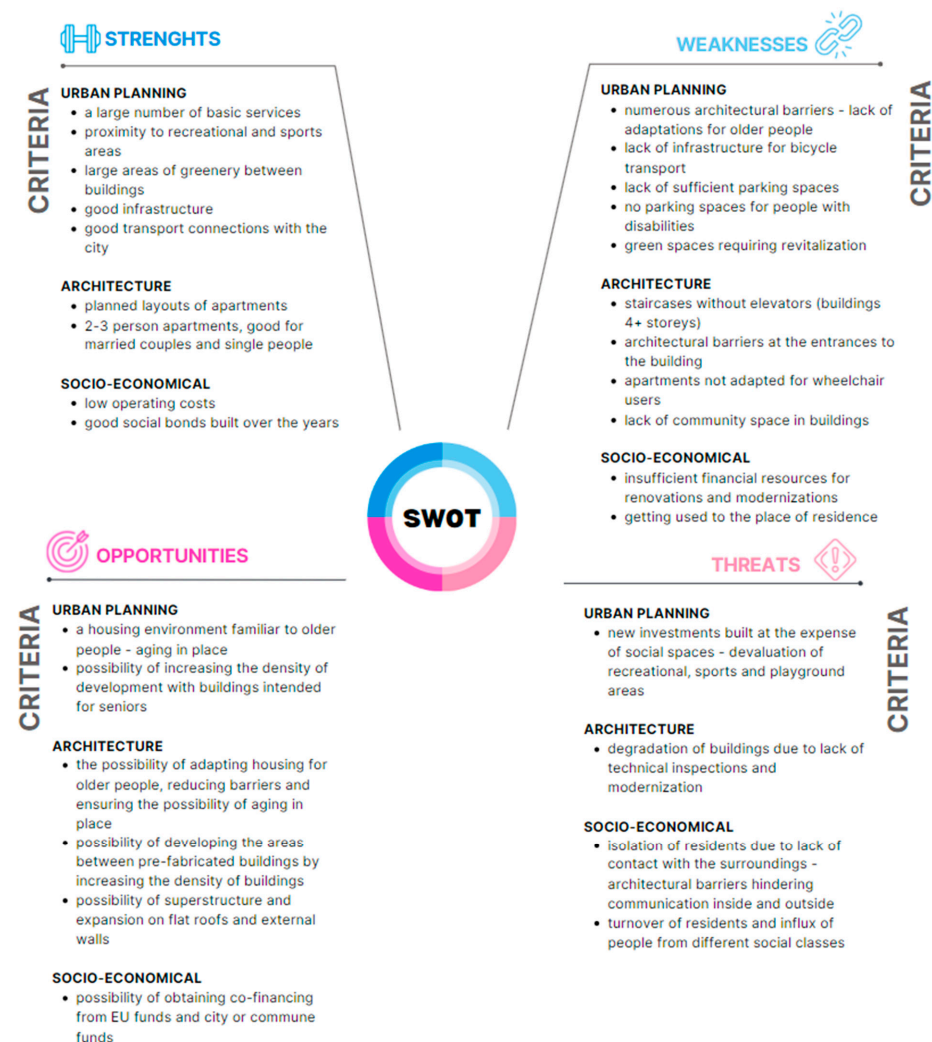 STRENGHTS
CRITERIA
URBAN PLANNING
• a large number of basic services
• proximity to recreational and sports
areas
• large areas of greenery between
buildings
• good infrastructure
• good transport connections with the
city
ARCHITECTURE
• planned layouts of apartments
• 2-3 person apartments, good for
married couples and single people
SOCIO-ECONOMICAL
• low operating costs
• good social bonds built over the years
WEAKNESSES
CRITERIA
URBAN PLANNING
• numerous architectural barriers - lack of
adaptations for older people
• lack of infrastructure for bicycle
transport
• lack of sufficient parking spaces
• no parking spaces for people with
disabilities
• green spaces requiring revitalization
ARCHITECTURE
• staircases without elevators (buildings
4+ storeys)
• architectural barriers at the entrances to
the building
• apartments not adapted for wheelchair
users
• lack of community space in buildings
SOCIO-ECONOMICAL
• insufficient financial resources for
renovations and modernizations
• getting used to the place of residence
SWOT
OPPORTUNITIES
CRITERIA
URBAN PLANNING
• a housing environment familiar to older
people - aging in place
• possibility of increasing the density of
development with buildings intended
for seniors
ARCHITECTURE
• the possibility of adapting housing for
older people, reducing barriers and
ensuring the possibility of aging in
place
• possibility of developing the areas
between pre-fabricated buildings by
increasing the density of buildings
• possibility of superstructure and
expansion on flat roofs and external
walls
SOCIO-ECONOMICAL
• possibility of obtaining co-financing
from EU funds and city or commune
funds
THREATS
CRITERIA
URBAN PLANNING
• new investments built at the expense
of social spaces - devaluation of
recreational, sports and playground
areas
ARCHITECTURE
• degradation of buildings due to lack of
technical inspections and
modernization
SOCIO-ECONOMICAL
• isolation of residents due to lack of
contact with the surroundings -
architectural barriers hindering
communication inside and outside
• turnover of residents and influx of
people from different social classes